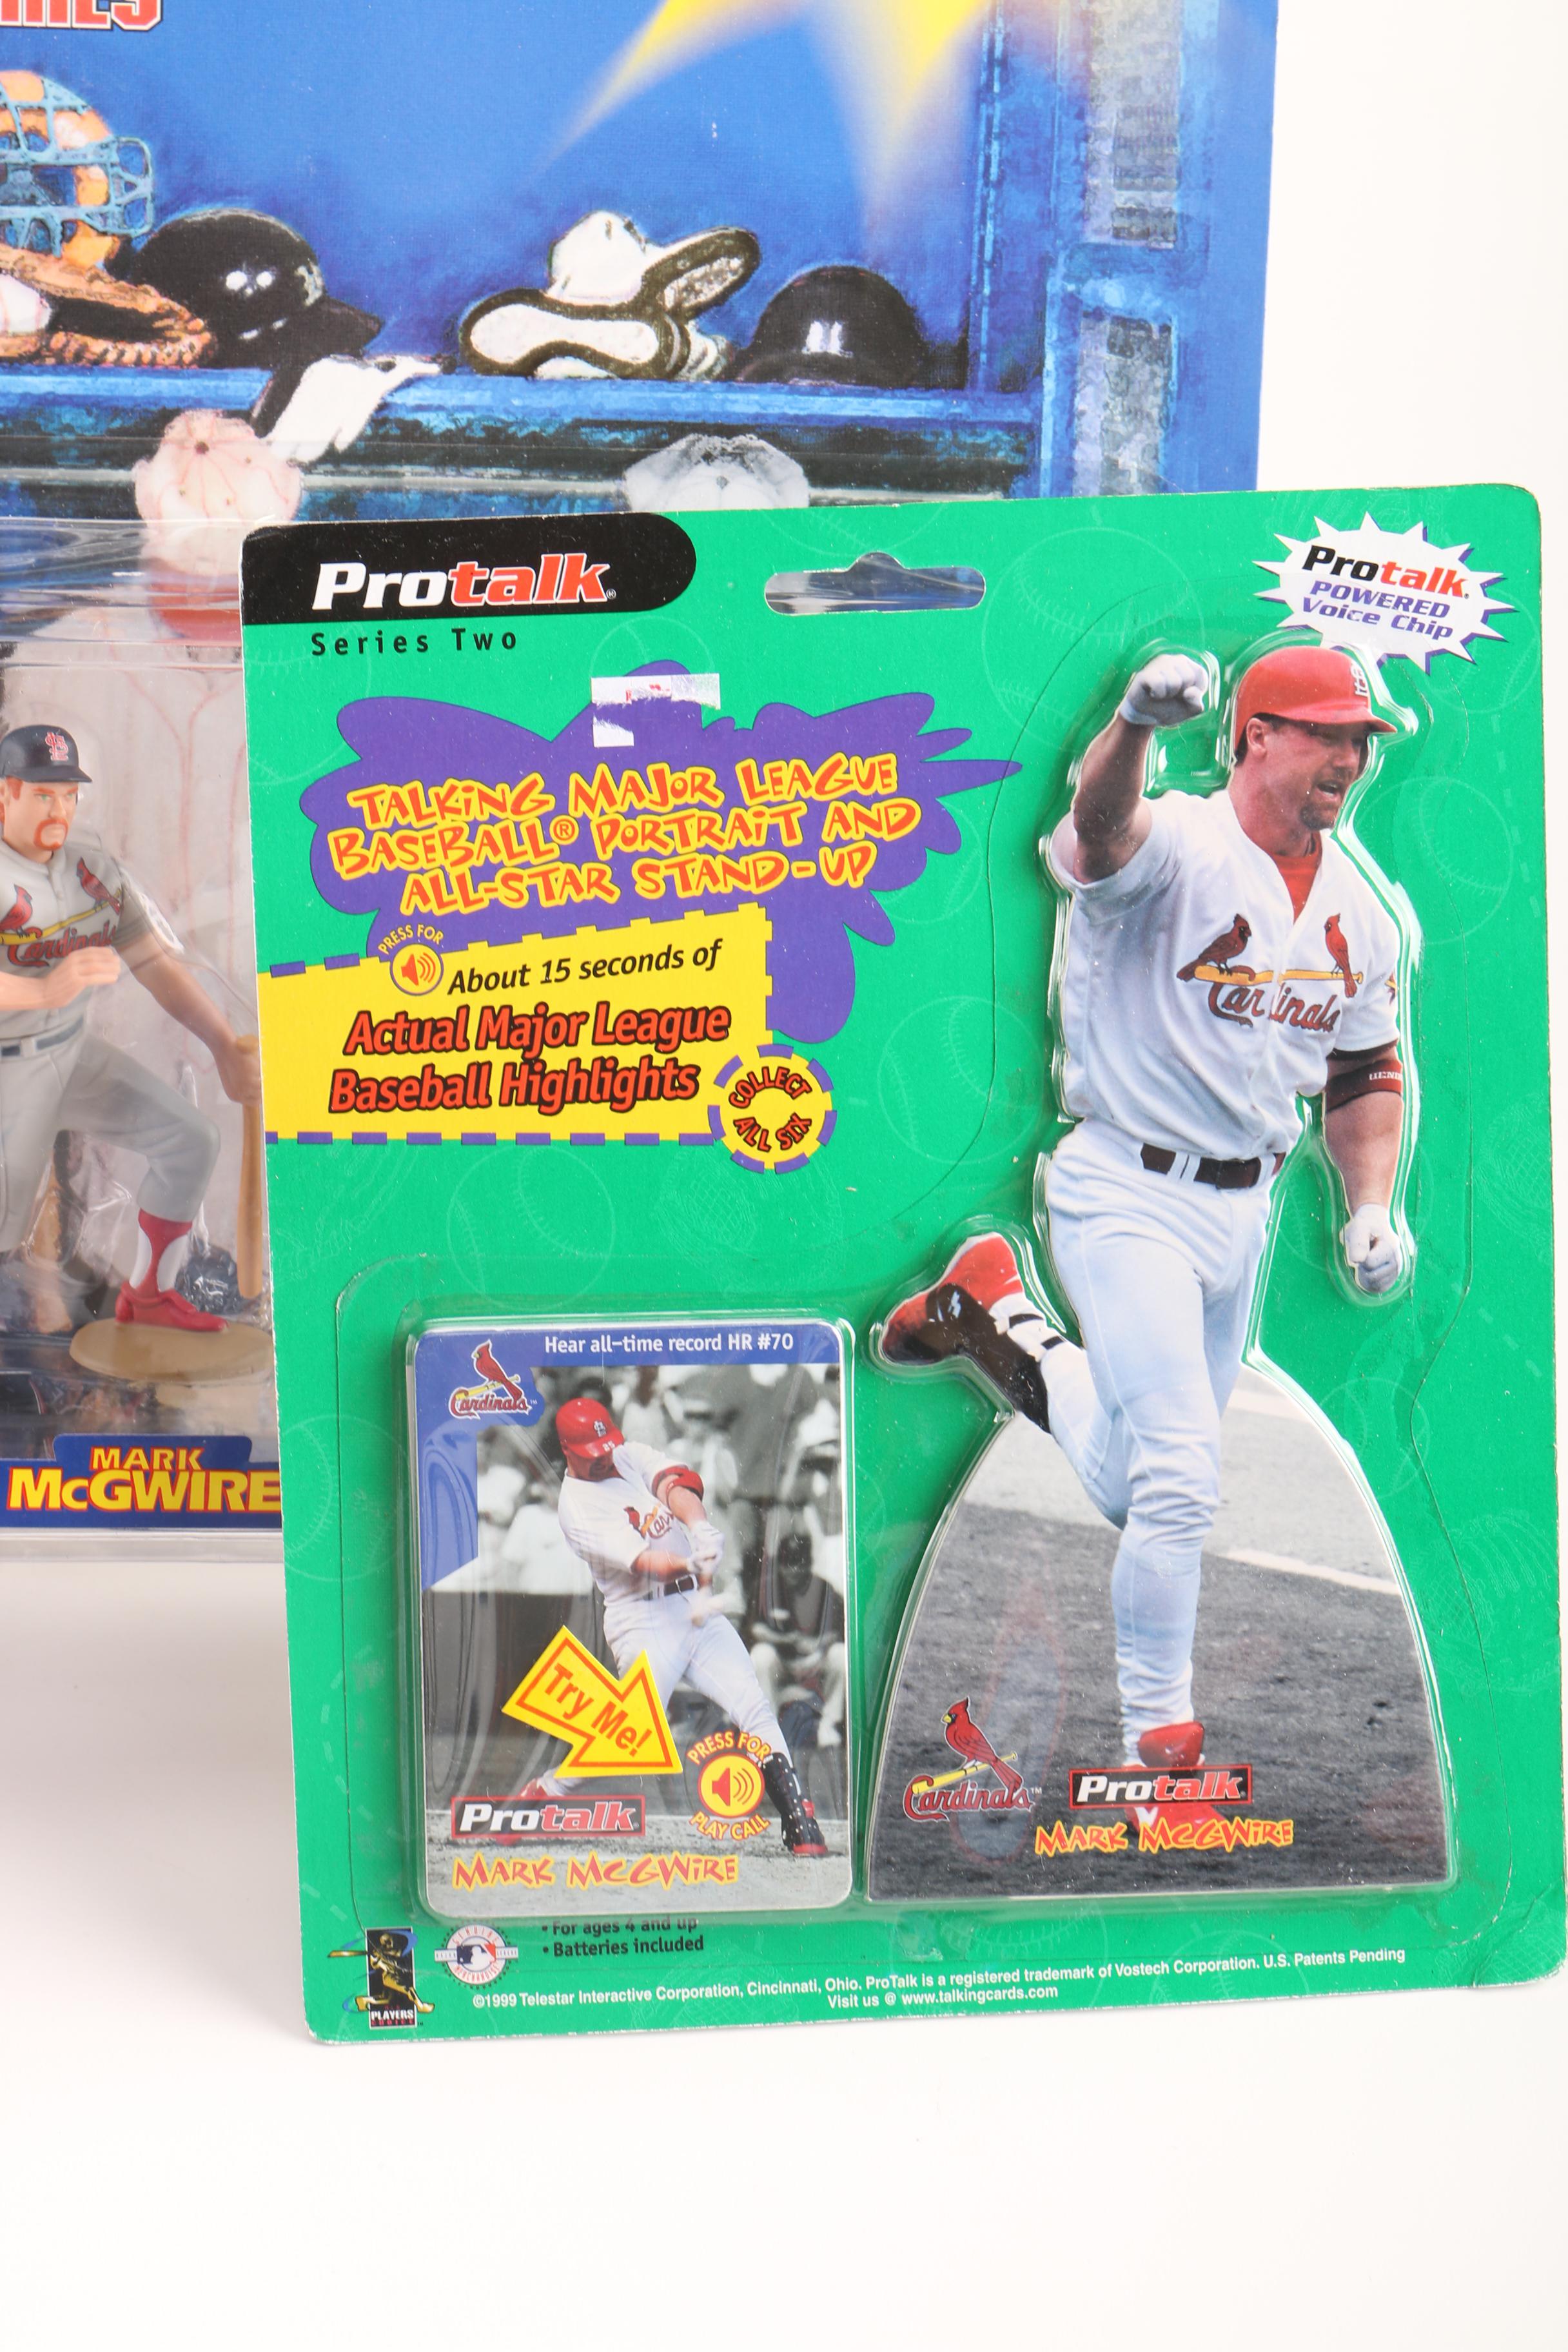 Protalk®
Series Two
Protalk.
POWERED
Voice Chip
TALKING MAJOR LEAGUE
BASEBALL® PORTRAIT AND
ALL-STAR STAND-UP
PRESS FOR
About 15 seconds of
Actual Major League
Baseball Highlights
COLLECT
ALL SIX
Cardinals
Cardinals
MARK
McGWIRE
Hear all-time record HR #70
Cardinals™
Try Me!
PRESS FOR
PLAY CALL
Protalk
MARK McGWIRE
Cardinals™
Protalk
MARK McGWIRE
• For ages 4 and up
• Batteries included
PLAYERS
CHOICE
©1999 Telestar Interactive Corporation, Cincinnati, Ohio. ProTalk is a registered trademark of Vostech Corporation. U.S. Patents Pending
Visit us @ www.talkingcards.com